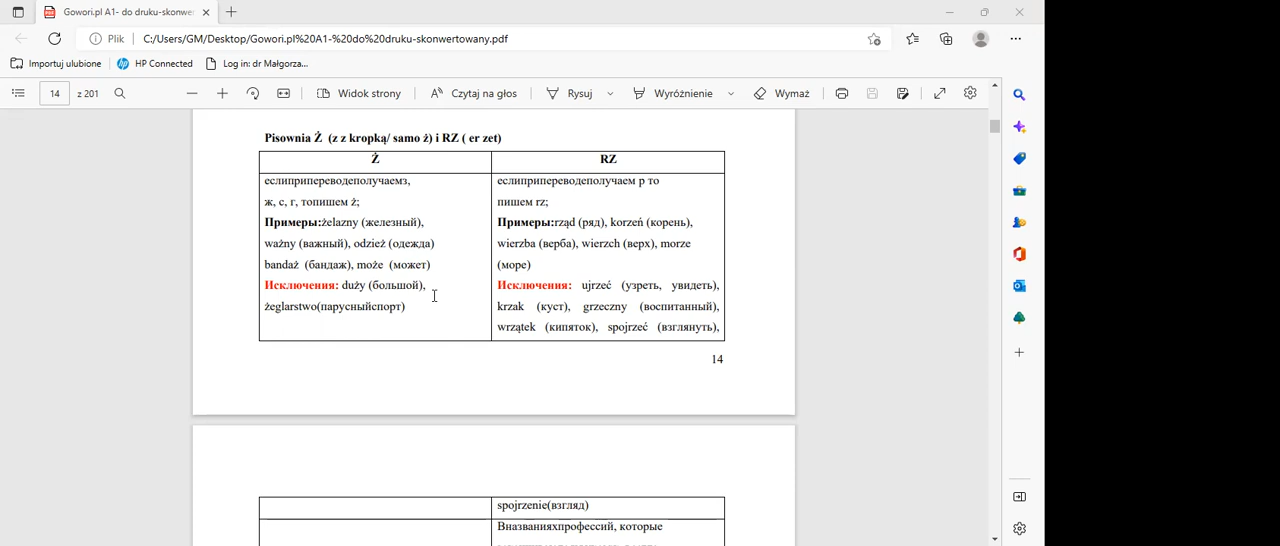 Gowori.pl A1- do druku-skonwer
Plik C:/Users/GM/Desktop/Gowori.pl%20A1-%20do%20druku-skonwertowany.pdf
Importuj ulubione HP Connected Log in: dr Małgorza...
14 z 201 Widok strony Czytaj na głos Rysuj Wyróżnienie Wymaż
Pisownia Ż (z z kropką/ samo ż) i RZ ( er zet)
Ż
еслиприпереводеполучаемз,
ж, с, г, топишем ż;
Примеры:żelazny (железный),
ważny (важный), odzież (одежда)
bandaż (бандаж), może (может)
Исключения: duży (большой),
żeglarstwo(парусныйспорт)
RZ
еслиприпереводеполучаем р то
пишем rz;
Примеры:rząd (ряд), korzeń (корень),
wierzba (верба), wierzch (верх), morze
(море)
Исключения: ujrzeć (узреть, увидеть),
krzak (куст), grzeczny (воспитанный),
wrzątek (кипяток), spojrzeć (взглянуть),
14
spojrzenie(взгляд)
Вназванияхпрофессий, которые